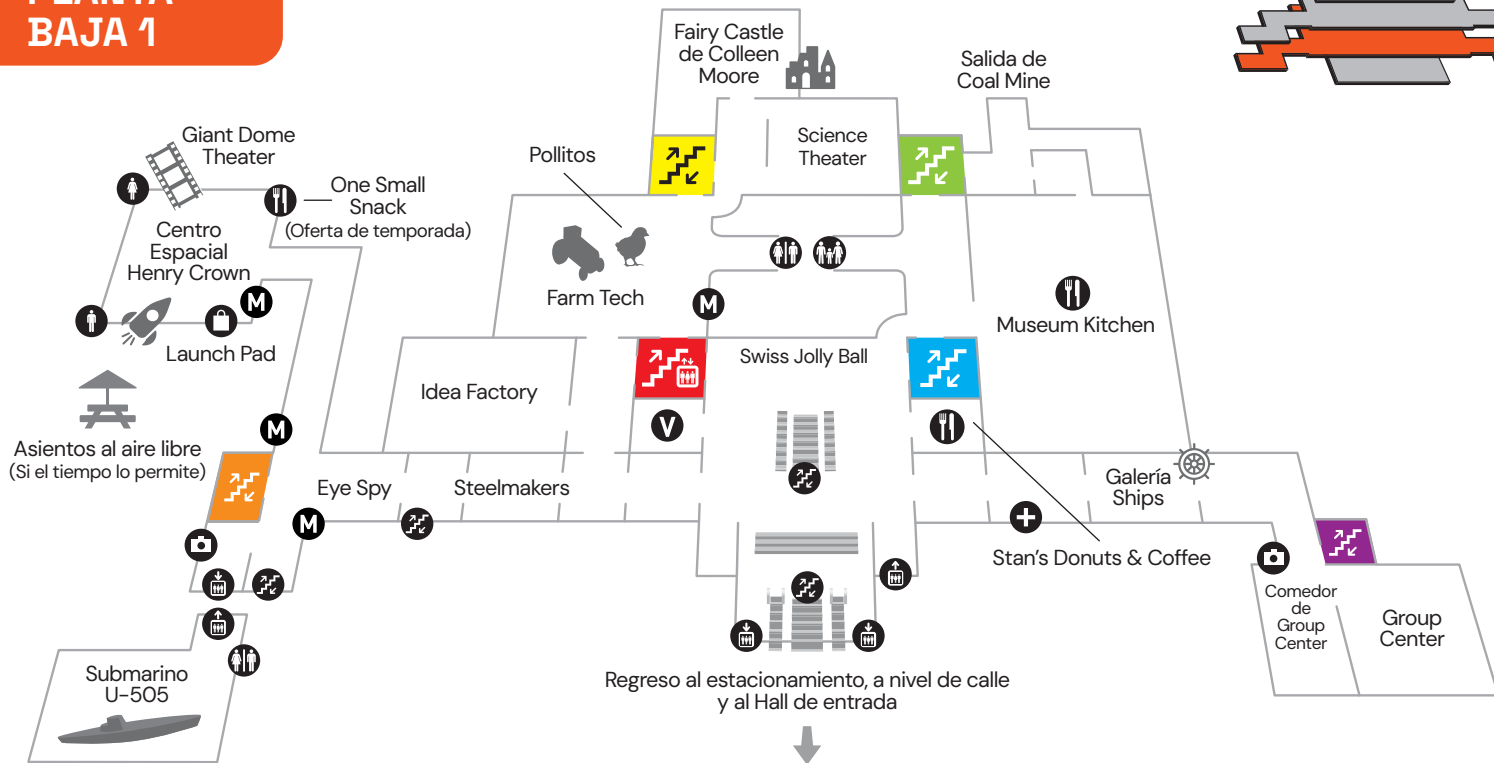 PLANTA
BAJA 1
Fairy Castle
de Colleen
Moore
Salida de
Coal Mine
Giant Dome
Theater
Pollitos
Science
Theater
One Small
Snack
(Oferta de temporada)
Centro
Espacial
Henry Crown
M
Farm Tech
M
Museum Kitchen
Launch Pad
Swiss Jolly Ball
Idea Factory
V
M
Asientos al aire libre
(Si el tiempo lo permite)
Eye Spy
Steelmakers
Galería
Ships
M
Stan's Donuts & Coffee
Comedor
de
Group
Center
Group
Center
Submarino
U-505
Regreso al estacionamiento, a nivel de calle
y al Hall de entrada